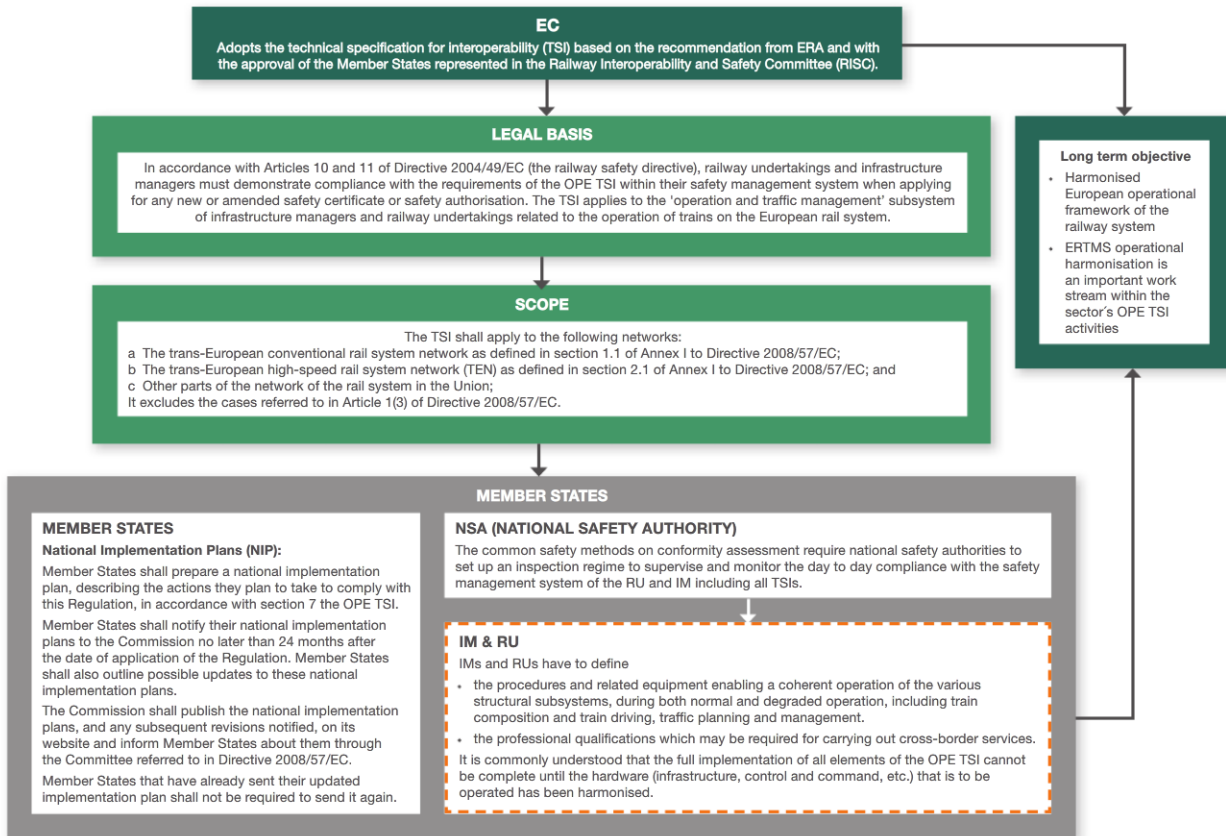 EC
Adopts the technical specification for interoperability (TSI) based on the recommendation from ERA and with
the approval of the Member States represented in the Railway Interoperability and Safety Committee (RISC).
LEGAL BASIS
In accordance with Articles 10 and 11 of Directive 2004/49/EC (the railway safety directive), railway undertakings and infrastructure
managers must demonstrate compliance with the requirements of the OPE TSI within their safety management system when applying
for any new or amended safety certificate or safety authorisation. The TSI applies to the ‘operation and traffic management’ subsystem
of infrastructure managers and railway undertakings related to the operation of trains on the European rail system.
Long term objective
• Harmonised
European operational
framework of the
railway system
• ERTMS operational
harmonisation is
an important work
stream within the
sector´s OPE TSI
activities
SCOPE
The TSI shall apply to the following networks:
a The trans-European conventional rail system network as defined in section 1.1 of Annex I to Directive 2008/57/EC;
b The trans-European high-speed rail system network (TEN) as defined in section 2.1 of Annex I to Directive 2008/57/EC; and
c Other parts of the network of the rail system in the Union;
It excludes the cases referred to in Article 1(3) of Directive 2008/57/EC.
MEMBER STATES
MEMBER STATES
National Implementation Plans (NIP):
Member States shall prepare a national implementation
plan, describing the actions they plan to take to comply with
this Regulation, in accordance with section 7 the OPE TSI.
Member States shall notify their national implementation
plans to the Commission no later than 24 months after
the date of application of the Regulation. Member States
shall also outline possible updates to these national
implementation plans.
The Commission shall publish the national implementation
plans, and any subsequent revisions notified, on its
website and inform Member States about them through
the Committee referred to in Directive 2008/57/EC.
Member States that have already sent their updated
implementation plan shall not be required to send it again.
NSA (NATIONAL SAFETY AUTHORITY)
The common safety methods on conformity assessment require national safety authorities to
set up an inspection regime to supervise and monitor the day to day compliance with the safety
management system of the RU and IM including all TSIs.
IM & RU
IMs and RUs have to define
• the procedures and related equipment enabling a coherent operation of the various
structural subsystems, during both normal and degraded operation, including train
composition and train driving, traffic planning and management.
• the professional qualifications which may be required for carrying out cross-border services.
It is commonly understood that the full implementation of all elements of the OPE TSI cannot
be complete until the hardware (infrastructure, control and command, etc.) that is to be
operated has been harmonised.